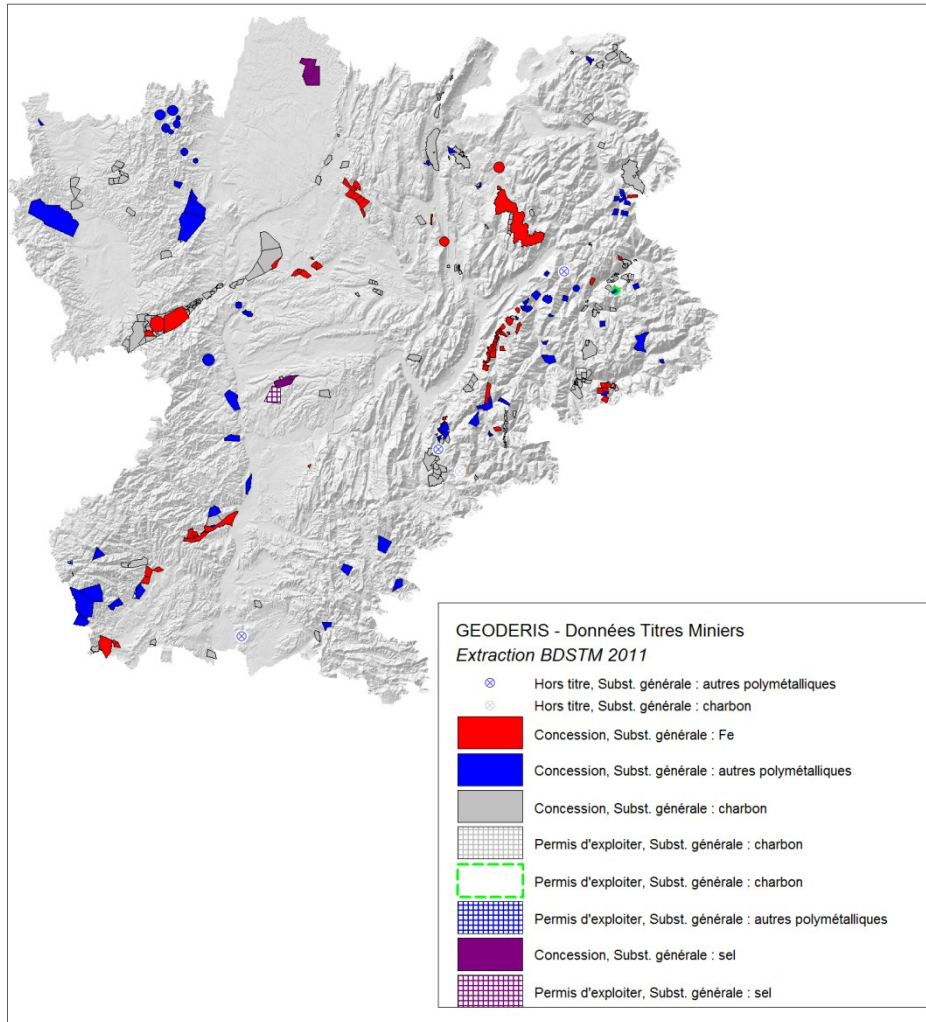 GEODERIS - Données Titres Miniers
Extraction BDSTM 2011
Hors titre, Subst. générale : autres polymétalliques
Hors titre, Subst. générale : charbon
Concession, Subst. générale : Fe
Concession, Subst. générale : autres polymétalliques
Concession, Subst. générale : charbon
Permis d'exploiter, Subst. générale : charbon
Permis d'exploiter, Subst. générale : charbon
Permis d'exploiter, Subst. générale : autres polymétalliques
Concession, Subst. générale : sel
Permis d'exploiter, Subst. générale : sel